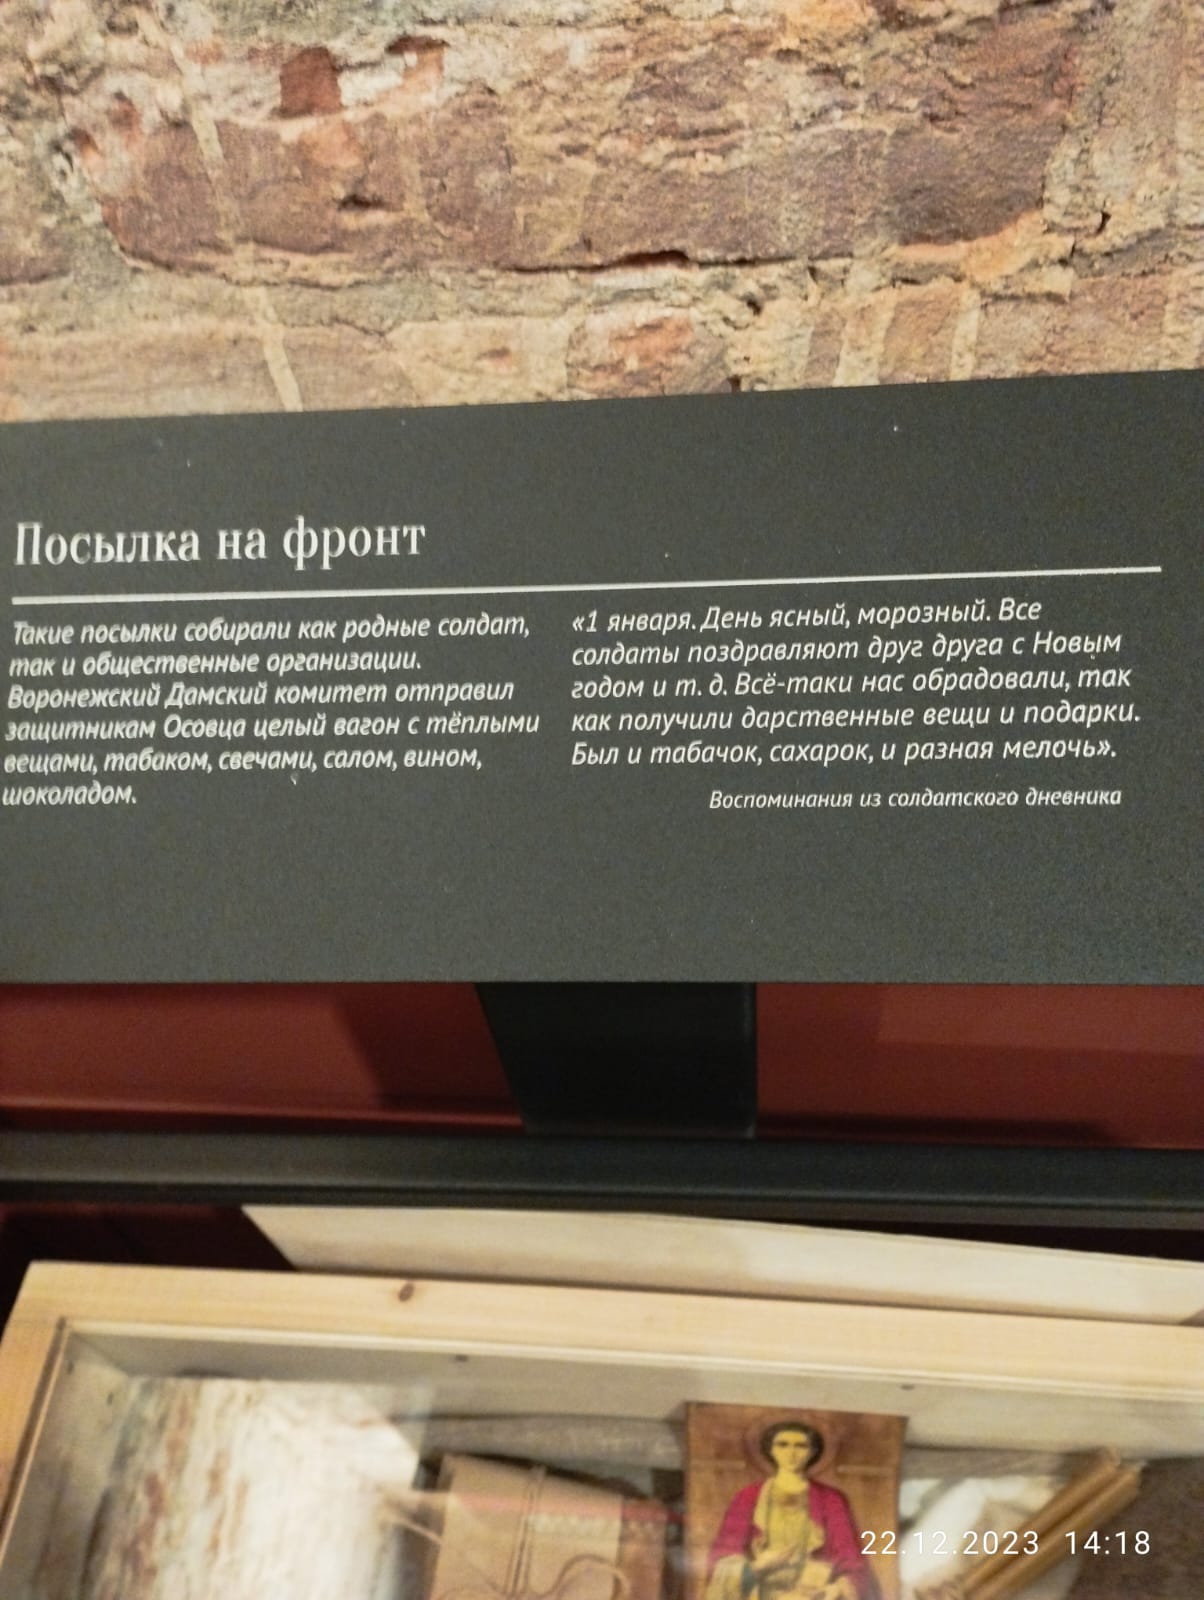 Посылка на фронт
Такие посылки собирали как родные солдат,
так и общественные организации.
Воронежский Дамский комитет отправил
защитникам Осовца целый вагон с тёплыми
вещами, табаком, свечами, салом, вином,
шоколадом.
«1 января. День ясный, морозный. Все
солдаты поздравляют друг друга с Новым
годом и т. д. Всё-таки нас обрадовали, так
как получили дарственные вещи и подарки.
Был и табачок, сахарок, и разная мелочь».
Воспоминания из солдатского дневника
22.12.2023 14:18